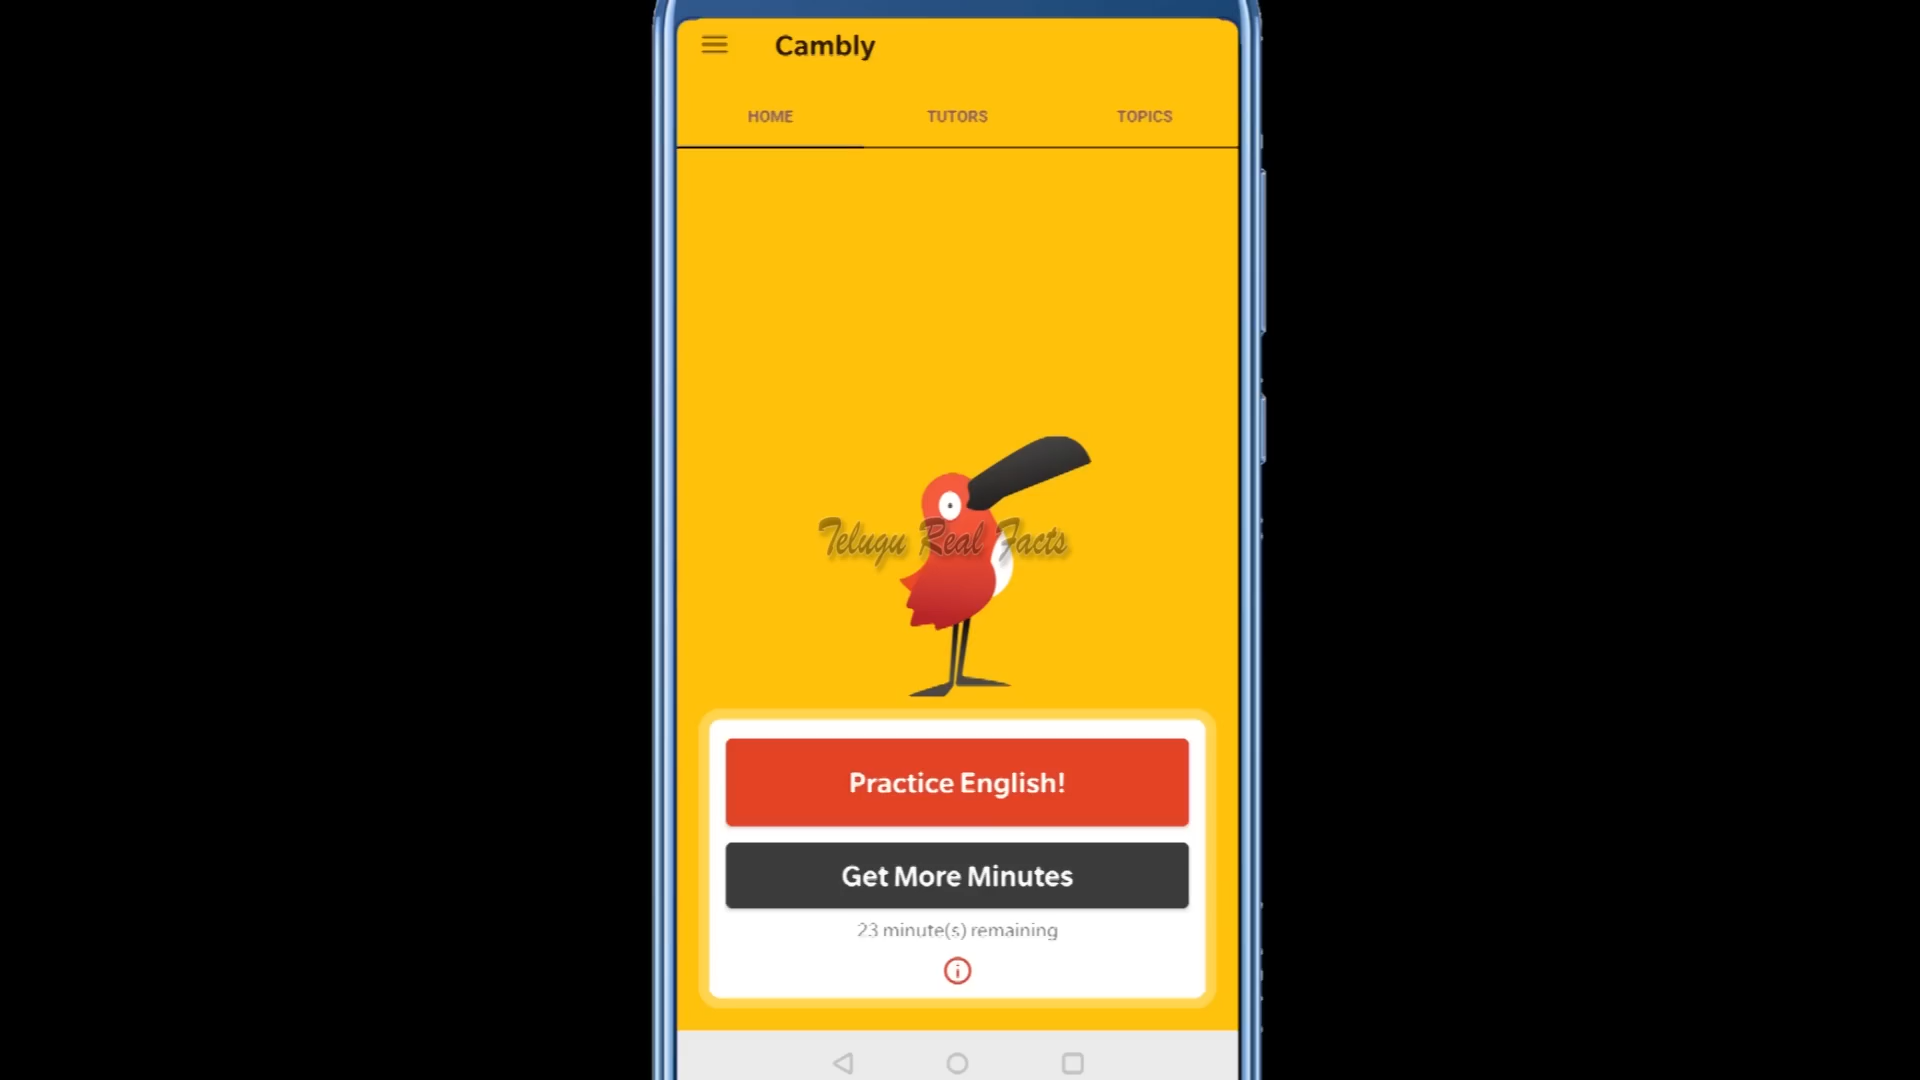 Cambly
HOME TUTORS TOPICS
Telugu Real Facts
Practice English!
Get More Minutes
23 minute(s) remaining